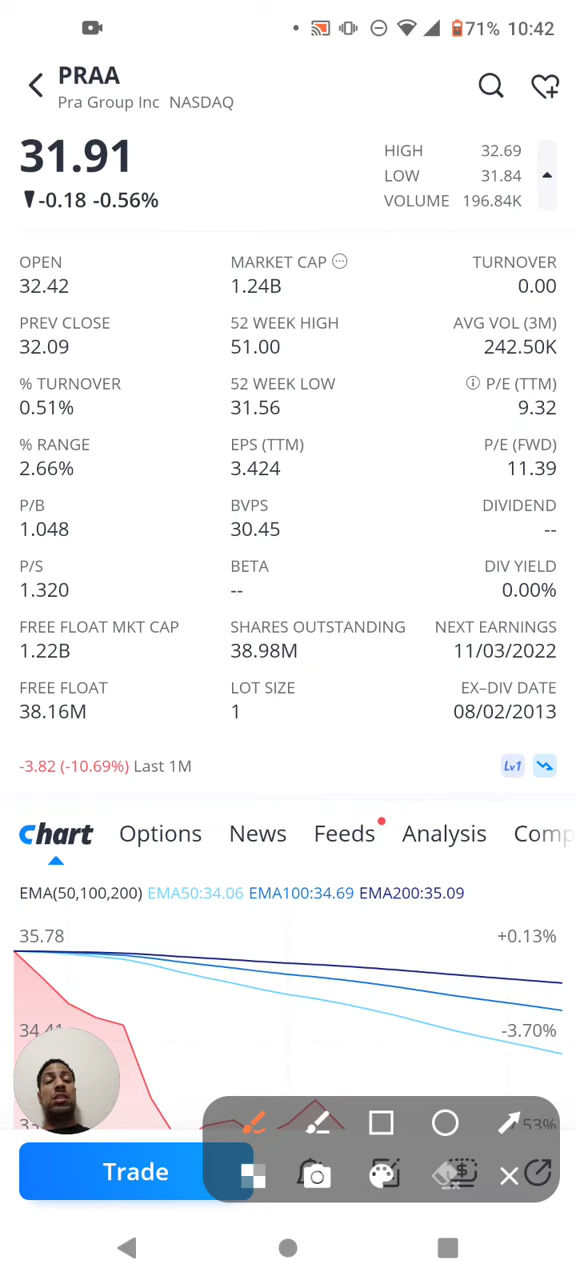 71% 10:42
PRAA
Pra Group Inc NASDAQ
31.91
-0.18 -0.56%
HIGH 32.69
LOW 31.84
VOLUME 196.84K
OPEN MARKET CAP TURNOVER
32.42 1.24B 0.00
PREV CLOSE 52 WEEK HIGH AVG VOL (3M)
32.09 51.00 242.50K
% TURNOVER 52 WEEK LOW P/E (TTM)
0.51% 31.56 9.32
% RANGE EPS (TTM) P/E (FWD)
2.66% 3.424 11.39
P/B BVPS DIVIDEND
1.048 30.45 --
P/S BETA DIV YIELD
1.320 -- 0.00%
FREE FLOAT MKT CAP SHARES OUTSTANDING NEXT EARNINGS
1.22B 38.98M 11/03/2022
FREE FLOAT LOT SIZE EX-DIV DATE
38.16M 1 08/02/2013
-3.82 (-10.69%) Last 1M Lv1
Chart Options News Feeds Analysis Comp
EMA(50,100,200) EMA50:34.06 EMA100:34.69 EMA200:35.09
35.78 +0.13%
34.41 -3.70%
53%
Trade